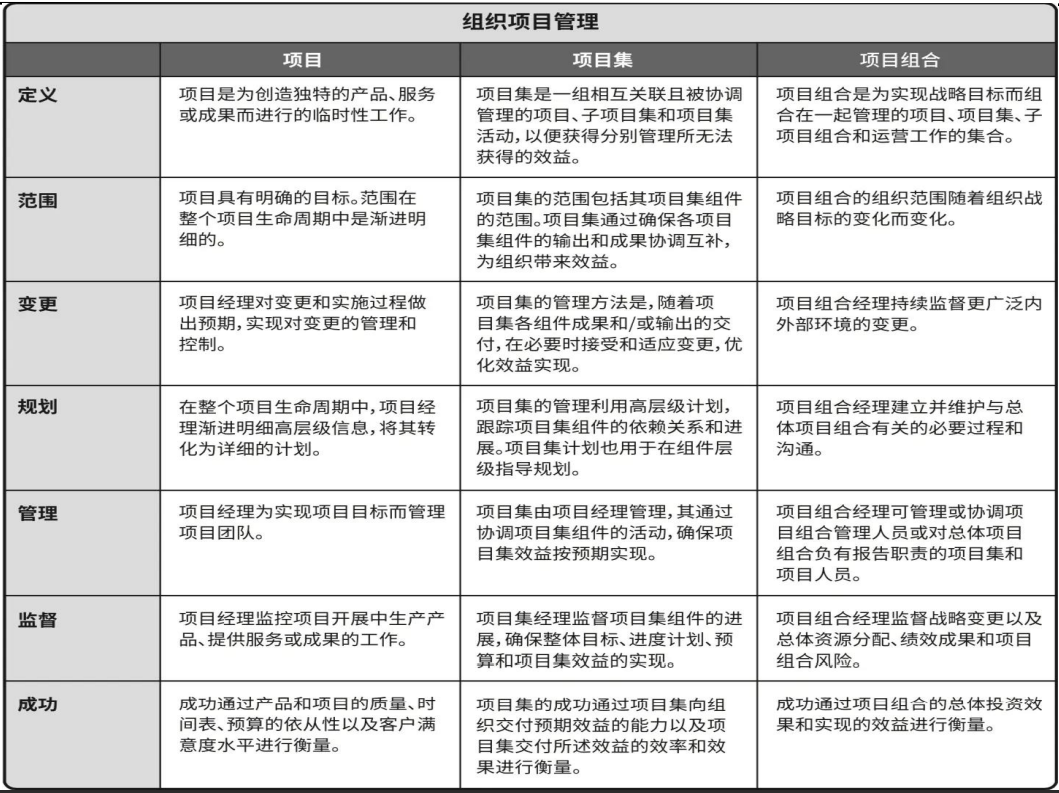 组织项目管理
项目
项目集
项目组合
定义
项目是为创造独特的产品、服务
或成果而进行的临时性工作。
项目集是一组相互关联且被协调
管理的项目、子项目集和项目集
活动，以便获得分别管理所无法
获得的效益。
项目组合是为实现战略目标而组
合在一起管理的项目、项目集、子
项目组合和运营工作的集合。
范围
项目具有明确的目标。范围在
整个项目生命周期中是渐进明
细的。
项目集的范围包括其项目集组件
的范围。项目集通过确保各项目
集组件的输出和成果协调互补，
为组织带来效益。
项目组合的组织范围随着组织战
略目标的变化而变化。
变更
项目经理对变更和实施过程做
出预期，实现对变更的管理和
控制。
项目集的管理方法是，随着项
目集各组件成果和/或输出的交
付，在必要时接受和适应变更，优
化效益实现。
项目组合经理持续监督更广泛内
外部环境的变更。
规划
在整个项目生命周期中，项目经
理渐进明细高层级信息，将其转
化为详细的计划。
项目集的管理利用高层级计划，
跟踪项目集组件的依赖关系和进
展。项目集计划也用于在组件层
级指导规划。
项目组合经理建立并维护与总
体项目组合有关的必要过程和
沟通。
管理
项目经理为实现项目目标而管理
项目团队。
项目集由项目经理管理，其通过
协调项目集组件的活动，确保项
目集效益按预期实现。
项目组合经理可管理或协调项
目组合管理人员或对总体项目
组合负有报告职责的项目集和
项目人员。
监督
项目经理监控项目开展中生产产
品、提供服务或成果的工作。
项目集经理监督项目集组件的进
展，确保整体目标、进度计划、预
算和项目集效益的实现。
项目组合经理监督战略变更以及
总体资源分配、绩效成果和项目
组合风险。
成功
成功通过产品和项目的质量、时
间表、预算的依从性以及客户满
意度水平进行衡量。
项目集的成功通过项目集向组
织交付预期效益的能力以及项
目集交付所述效益的效率和效
果进行衡量。
成功通过项目组合的总体投资效
果和实现的效益进行衡量。